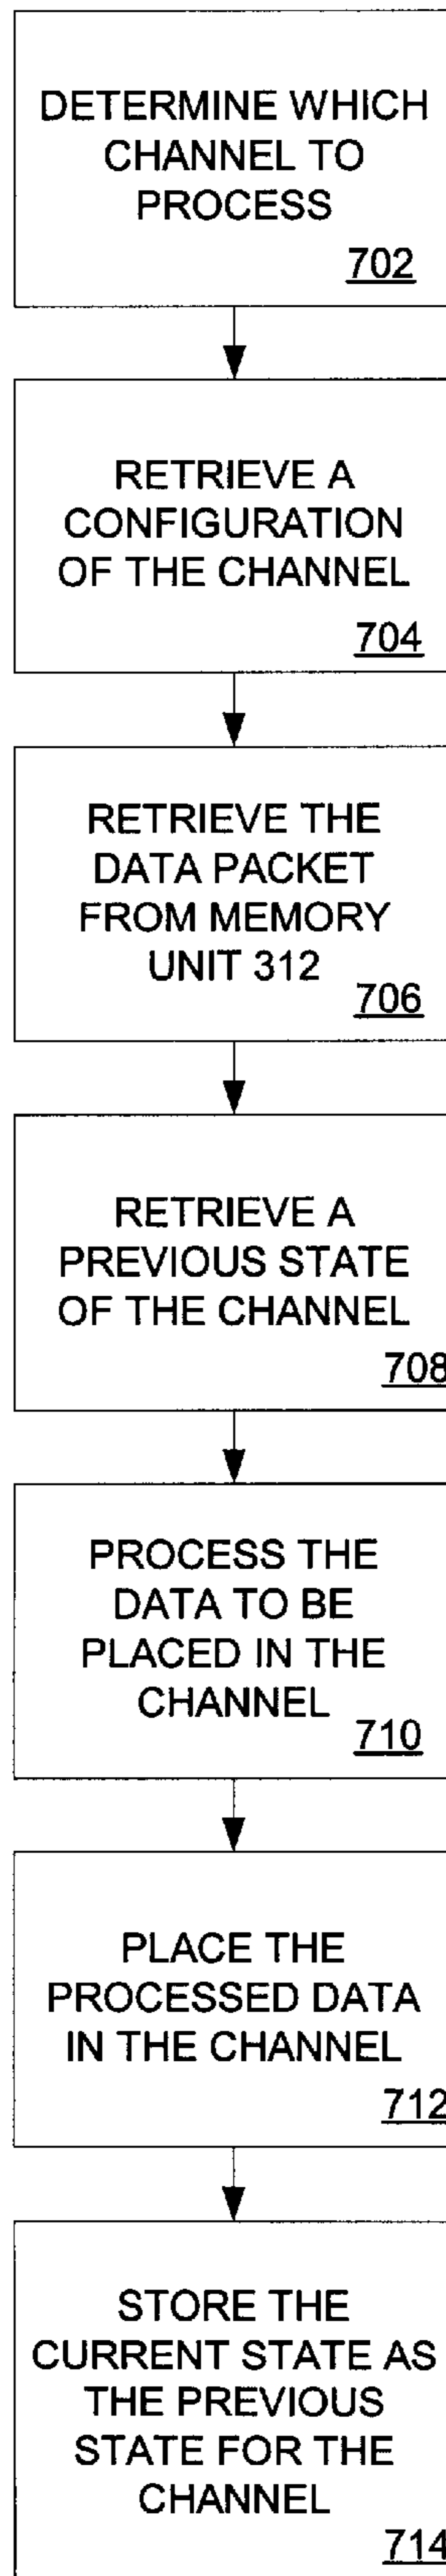 DETERMINE WHICH
CHANNEL TO
PROCESS
702
RETRIEVE A
CONFIGURATION
OF THE CHANNEL
704
RETRIEVE THE
DATA PACKET
FROM MEMORY
UNIT 312
706
RETRIEVE A
PREVIOUS STATE
OF THE CHANNEL
708
PROCESS THE
DATA TO BE
PLACED IN THE
CHANNEL
710
PLACE THE
PROCESSED DATA
IN THE CHANNEL
712
STORE THE
CURRENT STATE AS
THE PREVIOUS
STATE FOR THE
CHANNEL
714